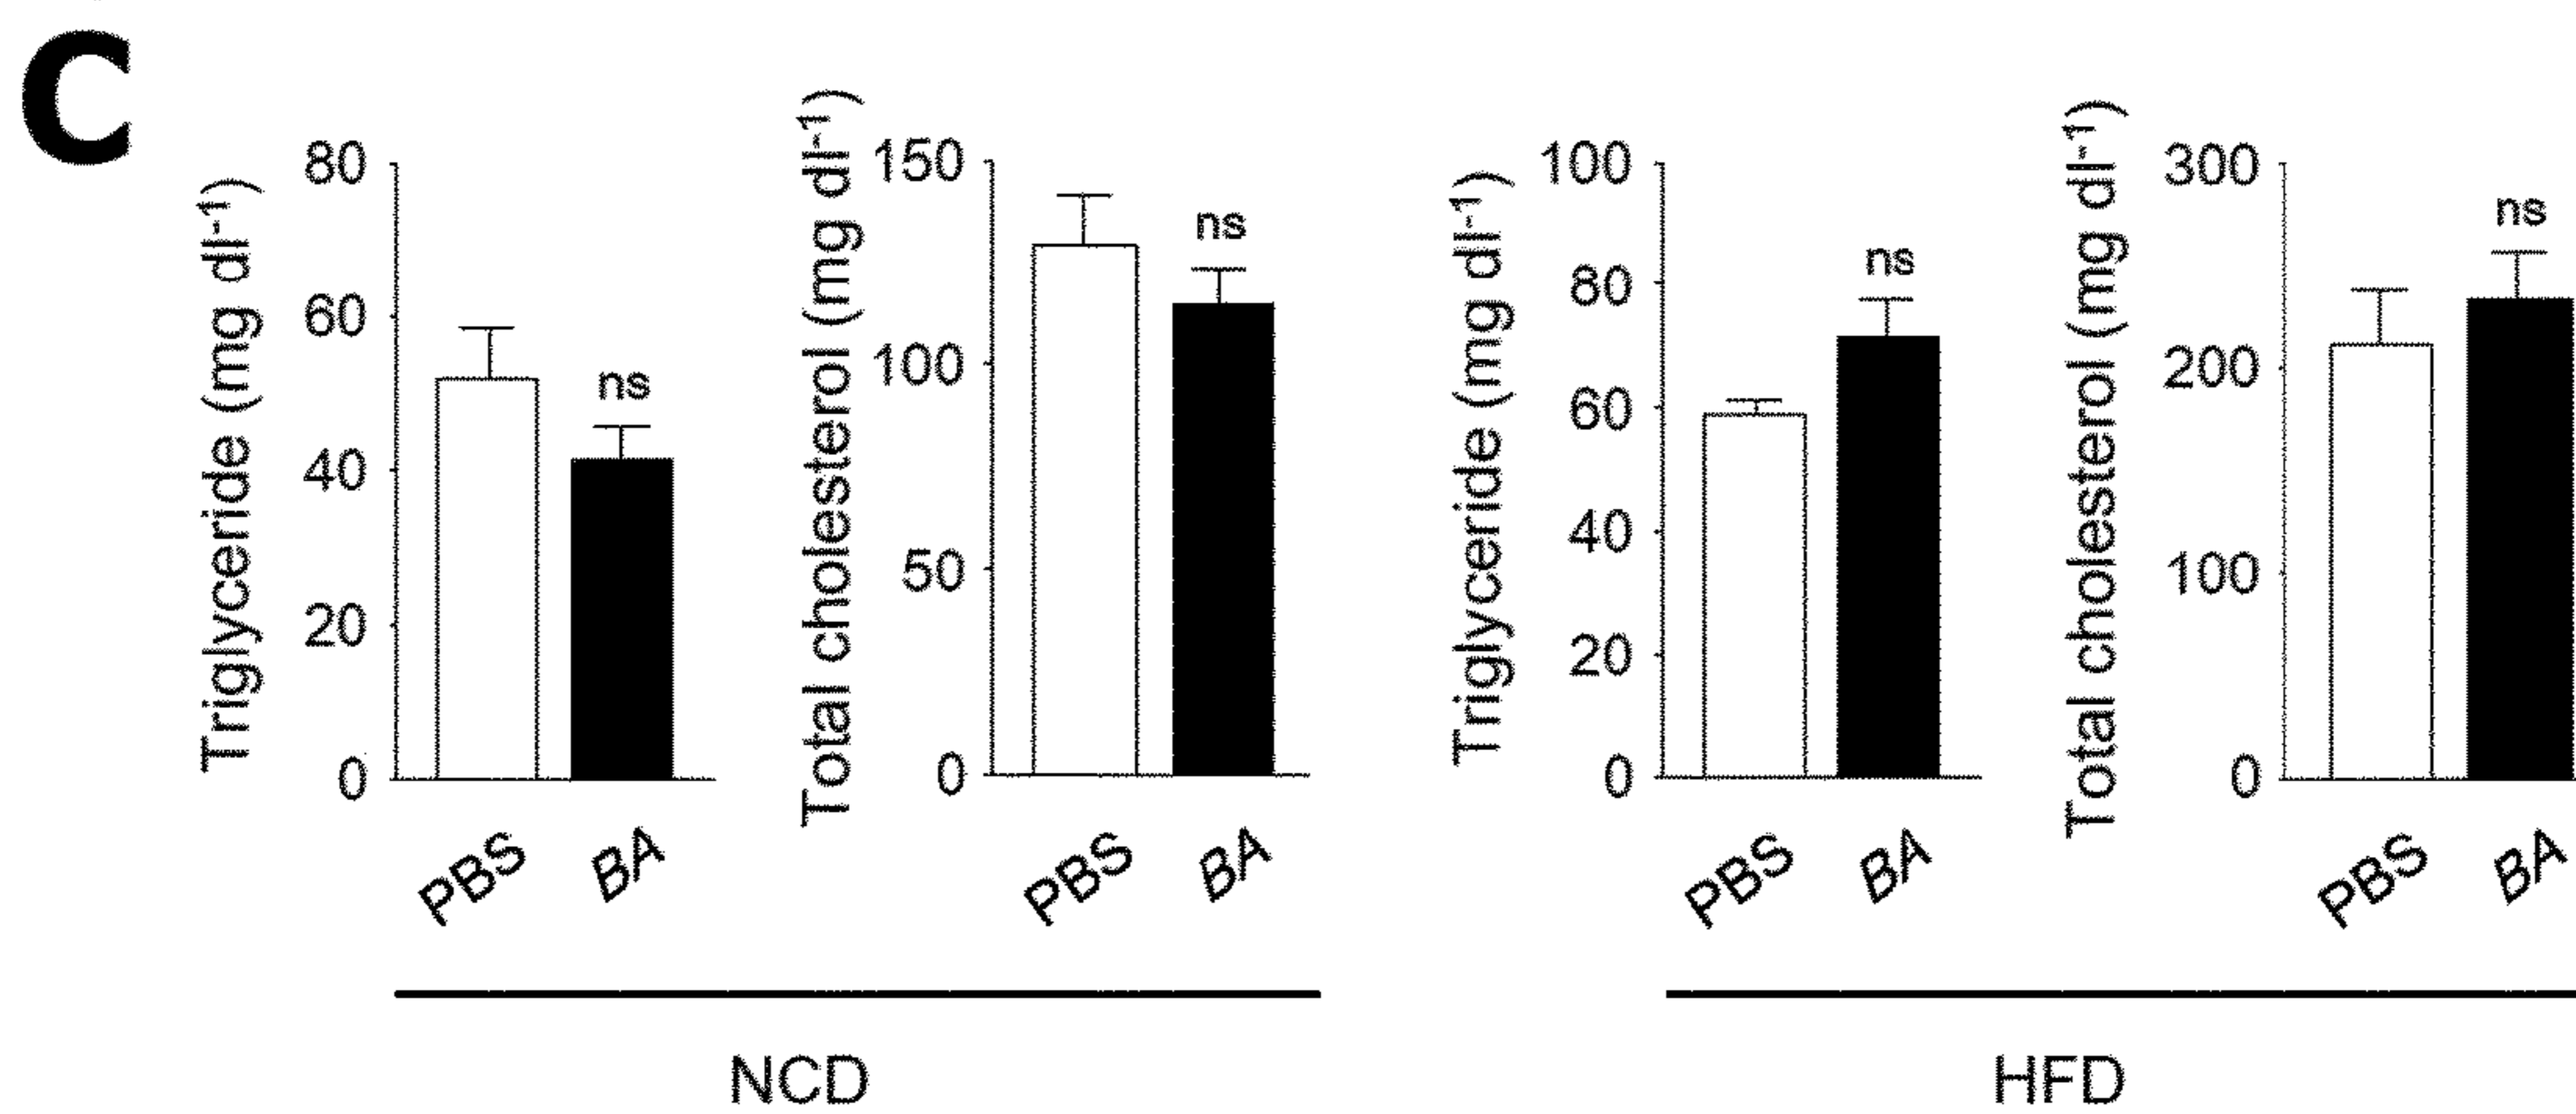 C
Triglyceride (mg dl-1)
80
60
40
20
0
ns
PBS
BA
Total cholesterol (mg dl-1)
150
100
50
0
ns
PBS
BA
NCD
Triglyceride (mg dl-1)
100
80
60
40
20
0
ns
PBS
BA
Total cholesterol (mg dl-1)
300
200
100
0
ns
PBS
BA
HFD